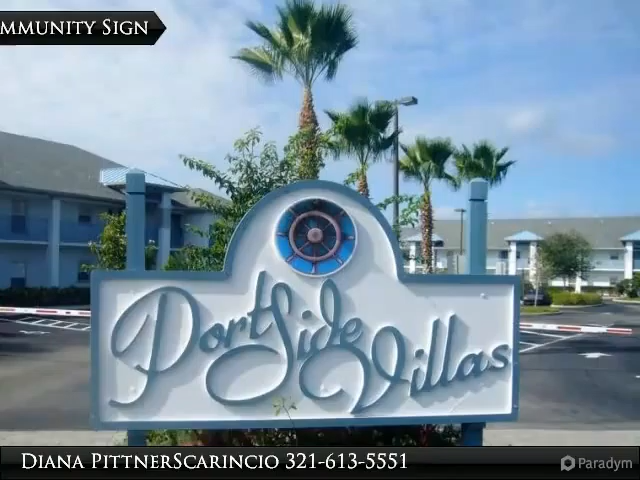 MMUNITY SIGN
PortSide Villas
DIANA PITTNERSCARINCIO 321-613-5551
Paradym